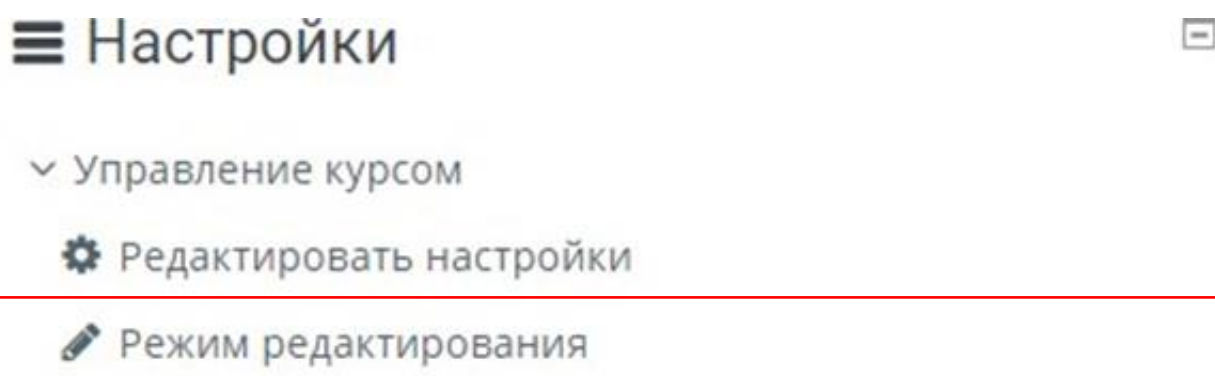 Настройки
Управление курсом
Редактировать настройки
Режим редактирования